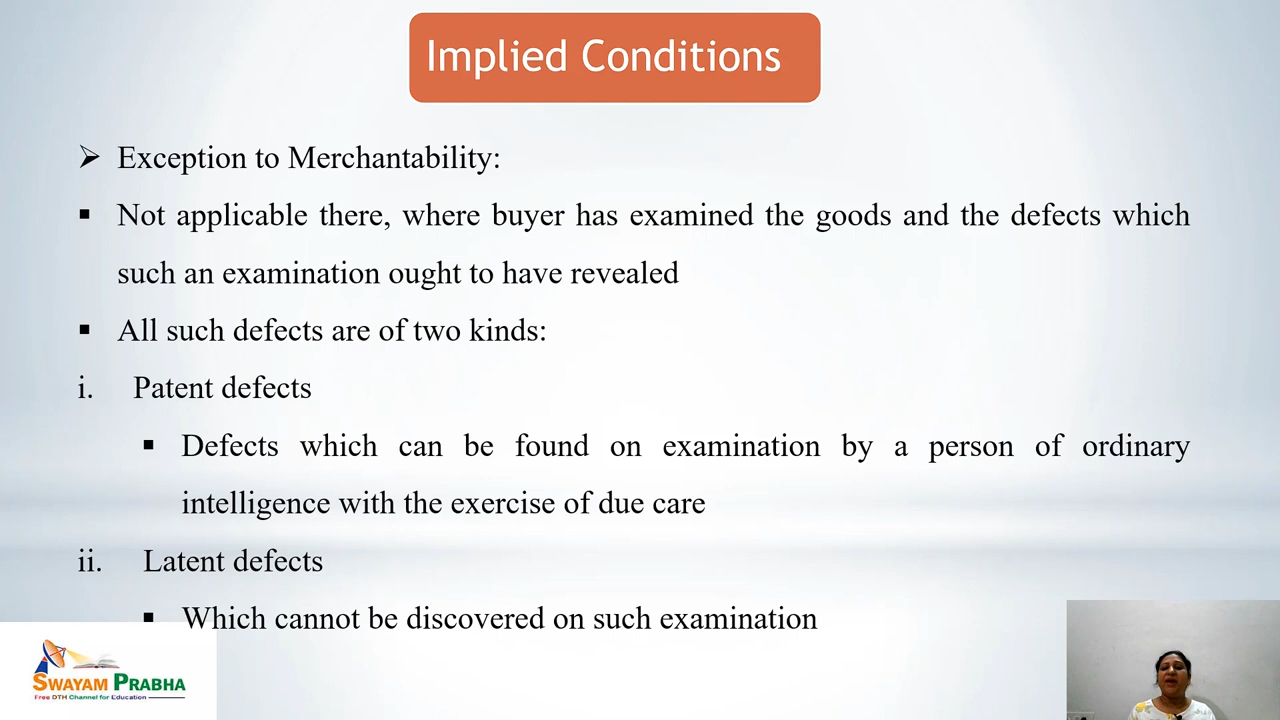 Implied Conditions
➢ Exception to Merchantability:
▪ Not applicable there, where buyer has examined the goods and the defects which
such an examination ought to have revealed
▪ All such defects are of two kinds:
i. Patent defects
▪ Defects which can be found on examination by a person of ordinary
intelligence with the exercise of due care
ii. Latent defects
▪ Which cannot be discovered on such examination
SWAYAM PRABHA
Free DTH Channel for Education